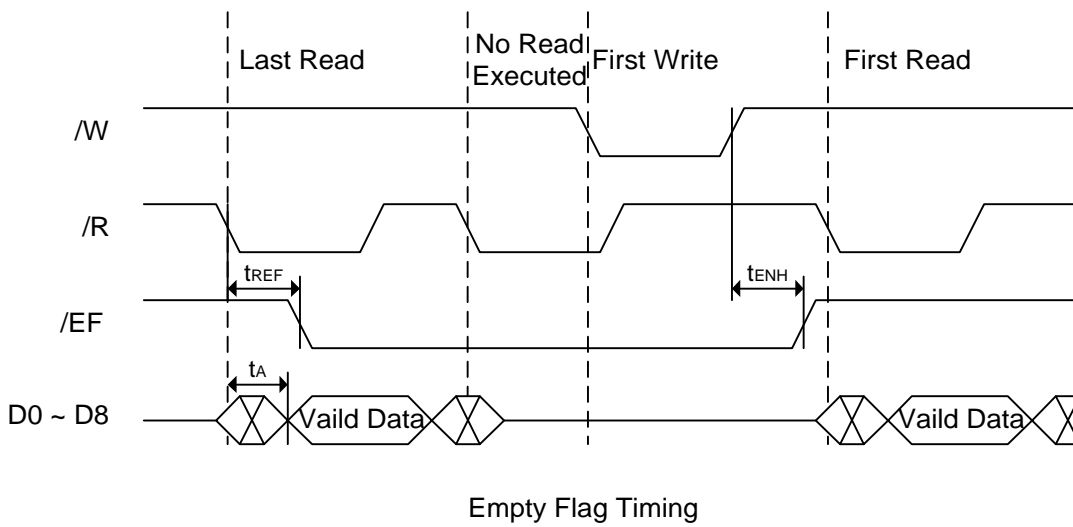 Last Read
No Read
Executed
First Write
First Read
/W
/R
tREF
tENH
/EF
tA
D0 ~ D8
Vaild Data
Vaild Data
Empty Flag Timing